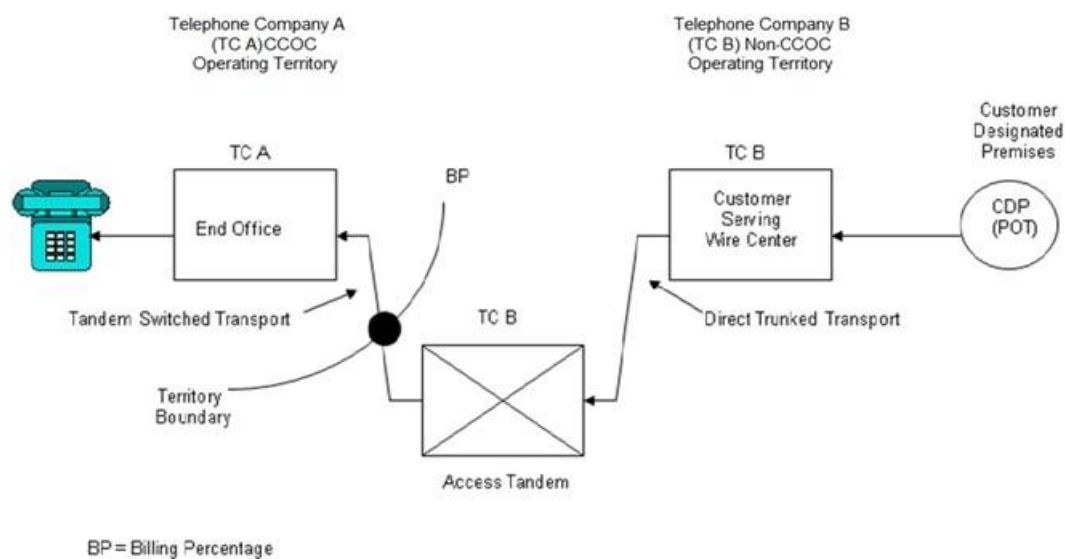 Telephone Company A
(TC A)CCOC
Operating Territory
Telephone Company B
(TC B) Non-CCOC
Operating Territory
Customer
Designated
Premises
TC A
BP
TC B
End Office
Customer
Serving
Wire Center
CDP
(POT)
Tandem Switched Transport
TC B
Direct Trunked Transport
Territory
Boundary
Access Tandem
BP = Billing Percentage